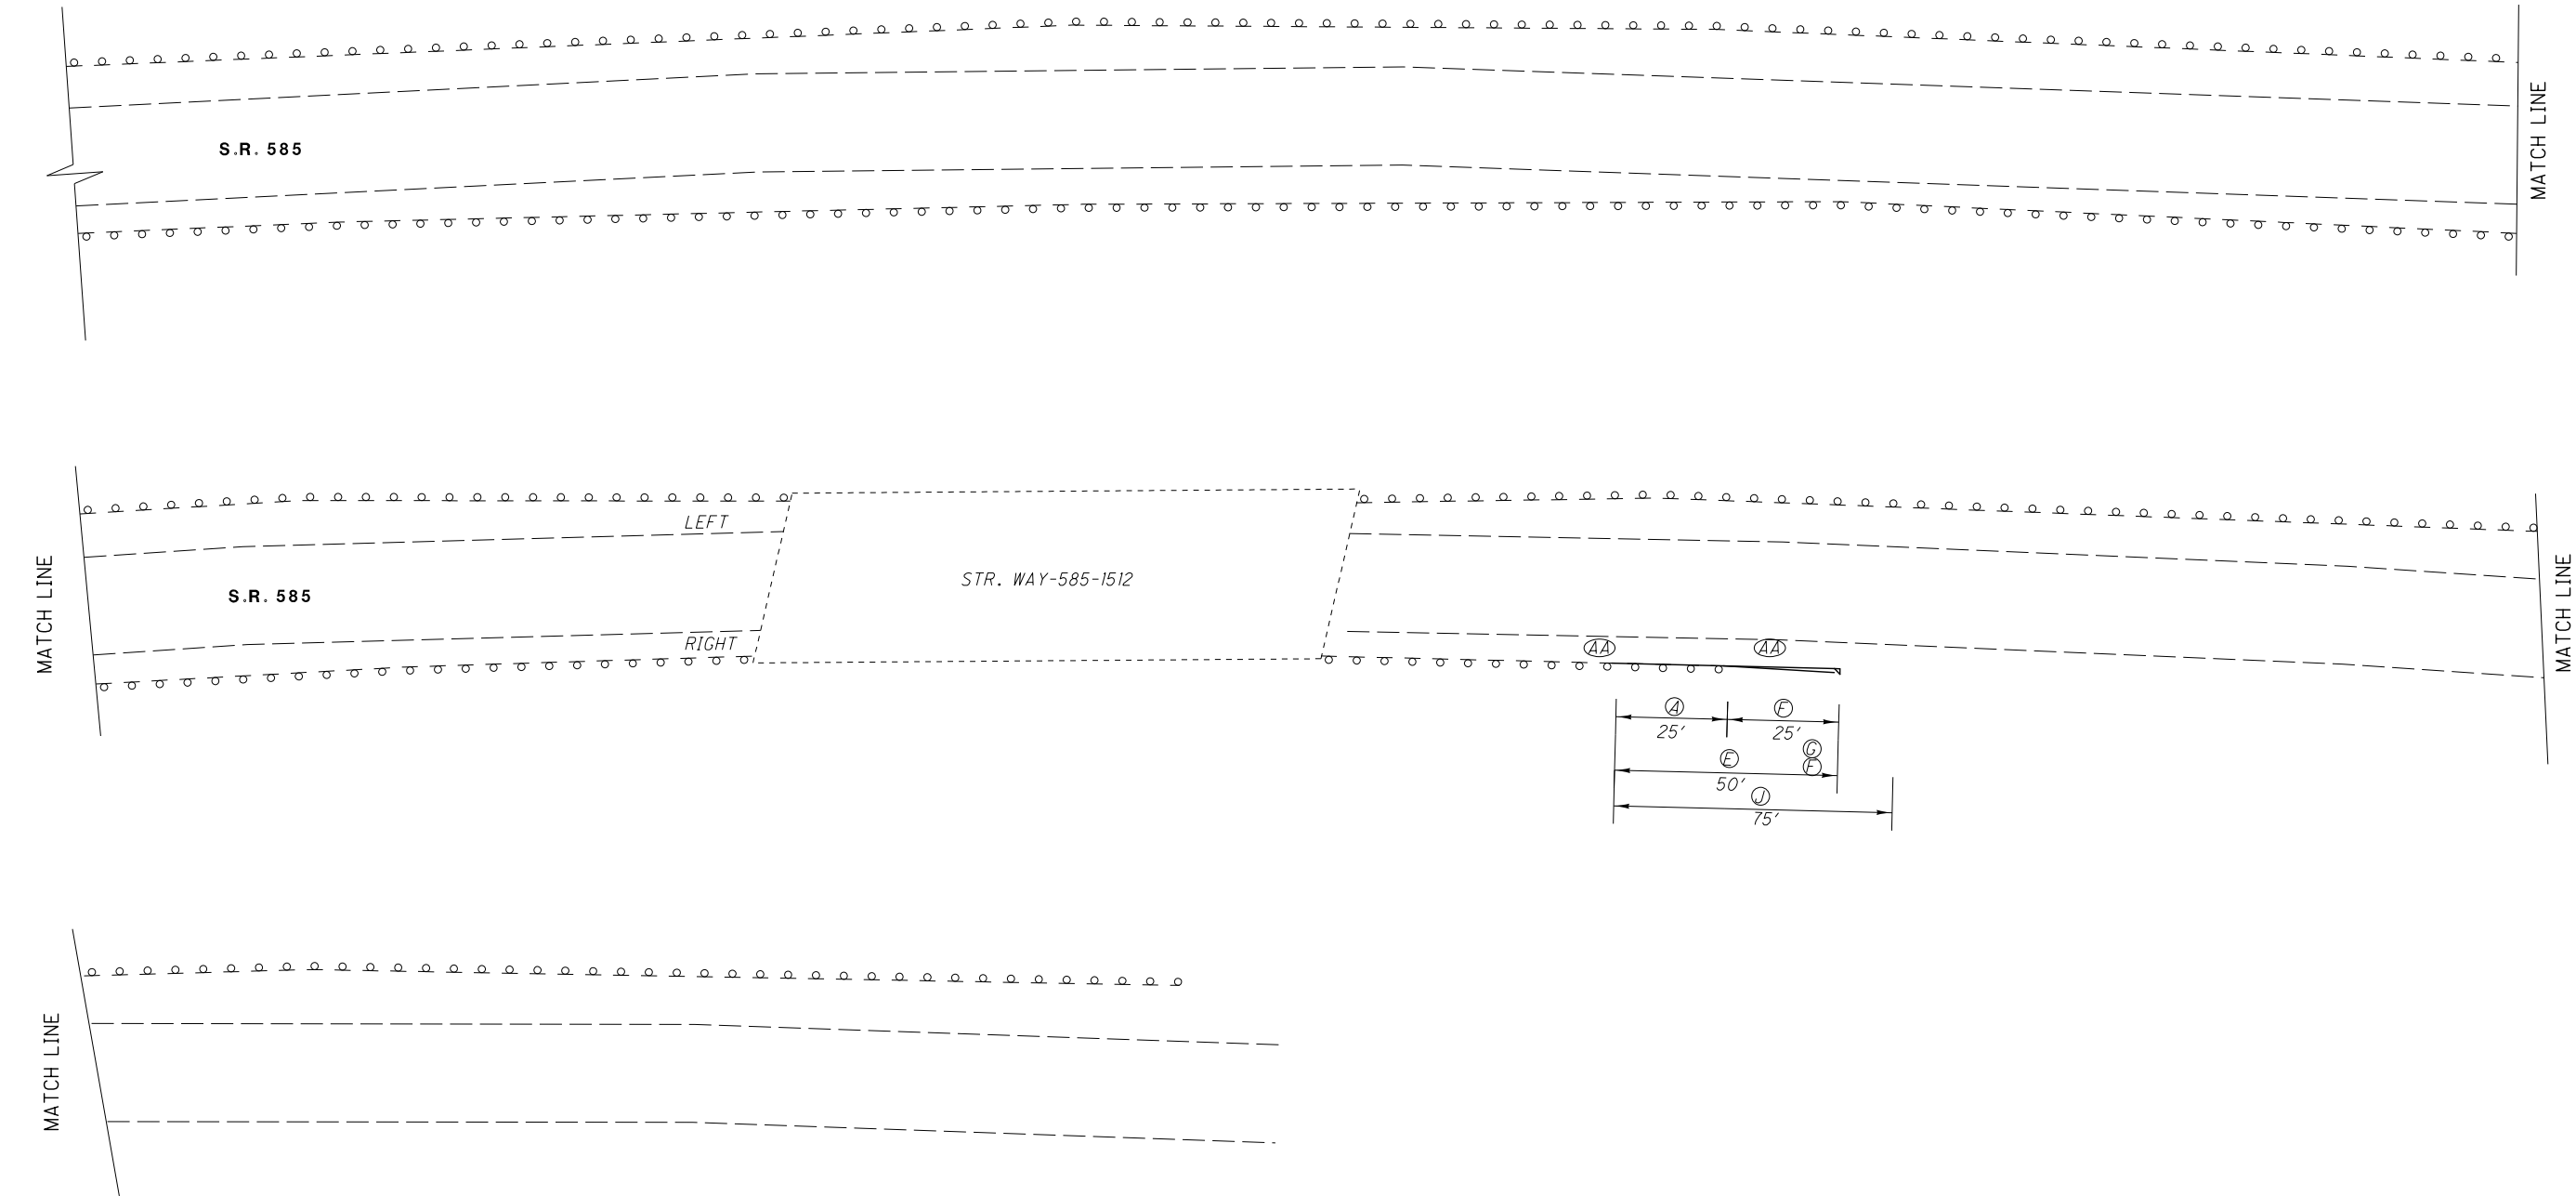 S.R. 585
MATCH LINE
MATCH LINE
LEFT
S.R. 585
RIGHT
STR. WAY-585-1512
AA
AA
A
F
25'
25'
G
E
F
50'
J
75'
MATCH LINE
MATCH LINE